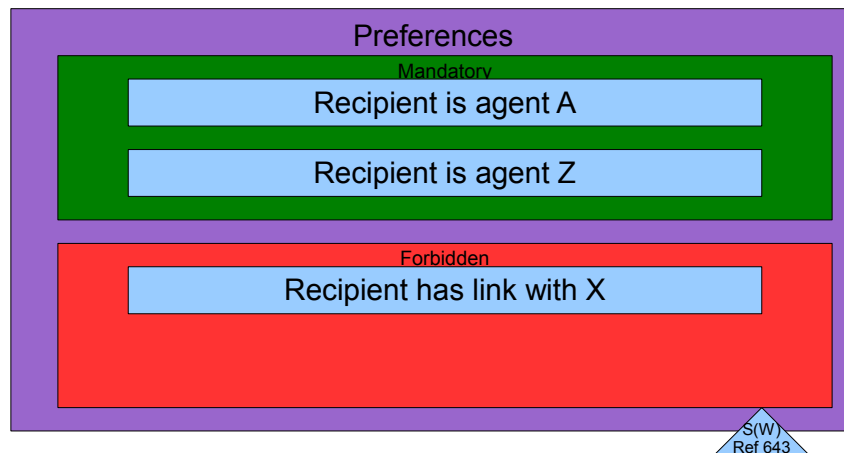 Preferences
Mandatory
Recipient is agent A
Recipient is agent Z
Forbidden
Recipient has link with X
S(W)
Ref 643